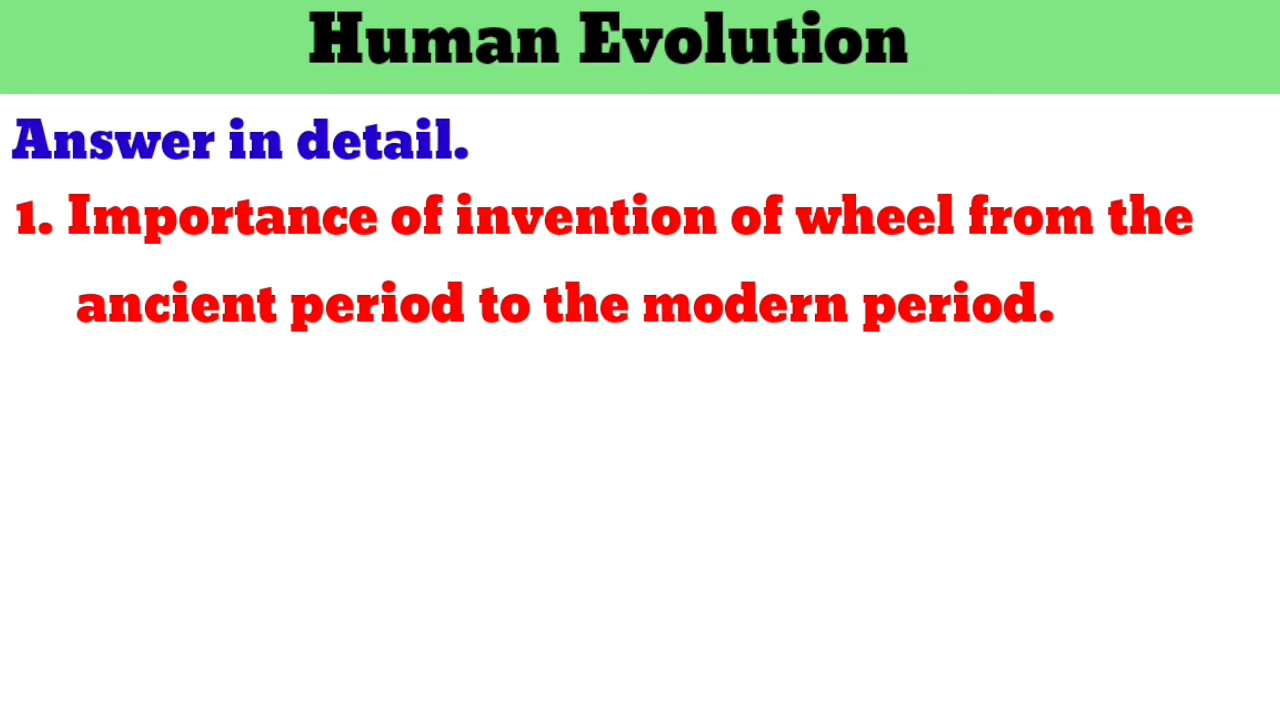 Human Evolution
Answer in detail.
1. Importance of invention of wheel from the
ancient period to the modern period.